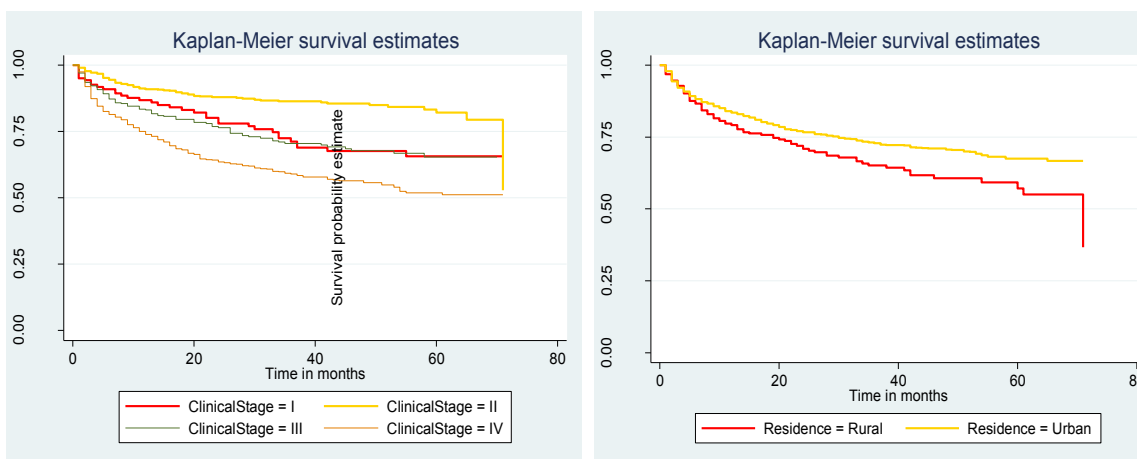 Kaplan-Meier survival estimates
1.00
0.75
0.50
0.25
0.00
Survival probability estimate
0 20 40 60 80
Time in months
ClinicalStage = I ClinicalStage = II
ClinicalStage = III ClinicalStage = IV
Kaplan-Meier survival estimates
1.00
0.75
0.50
0.25
0.00
0 20 40 60
Time in months
Residence = Rural Residence = Urban